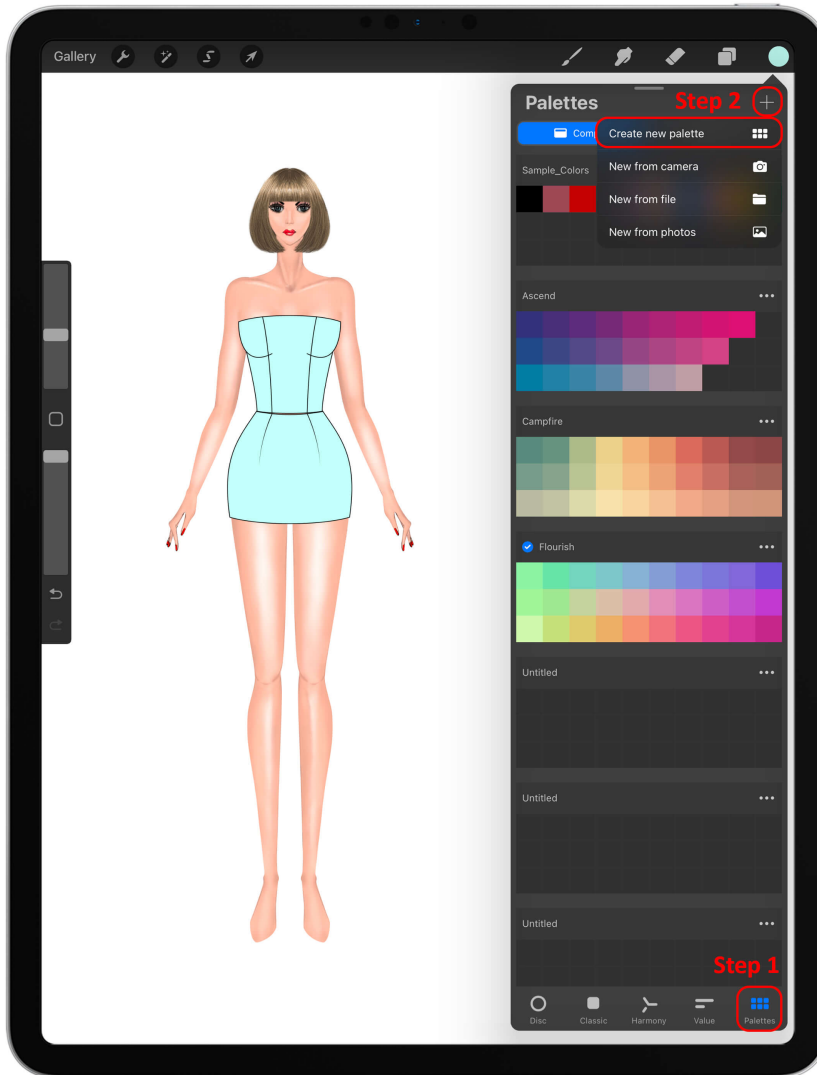 Gallery
Palettes
Step 2
Comp
Create new palette
New from camera
New from file
New from photos
Sample_Colors
Ascend
Campfire
Flourish
Untitled
Untitled
Untitled
Step 1
Disc Classic Harmony Value Palettes